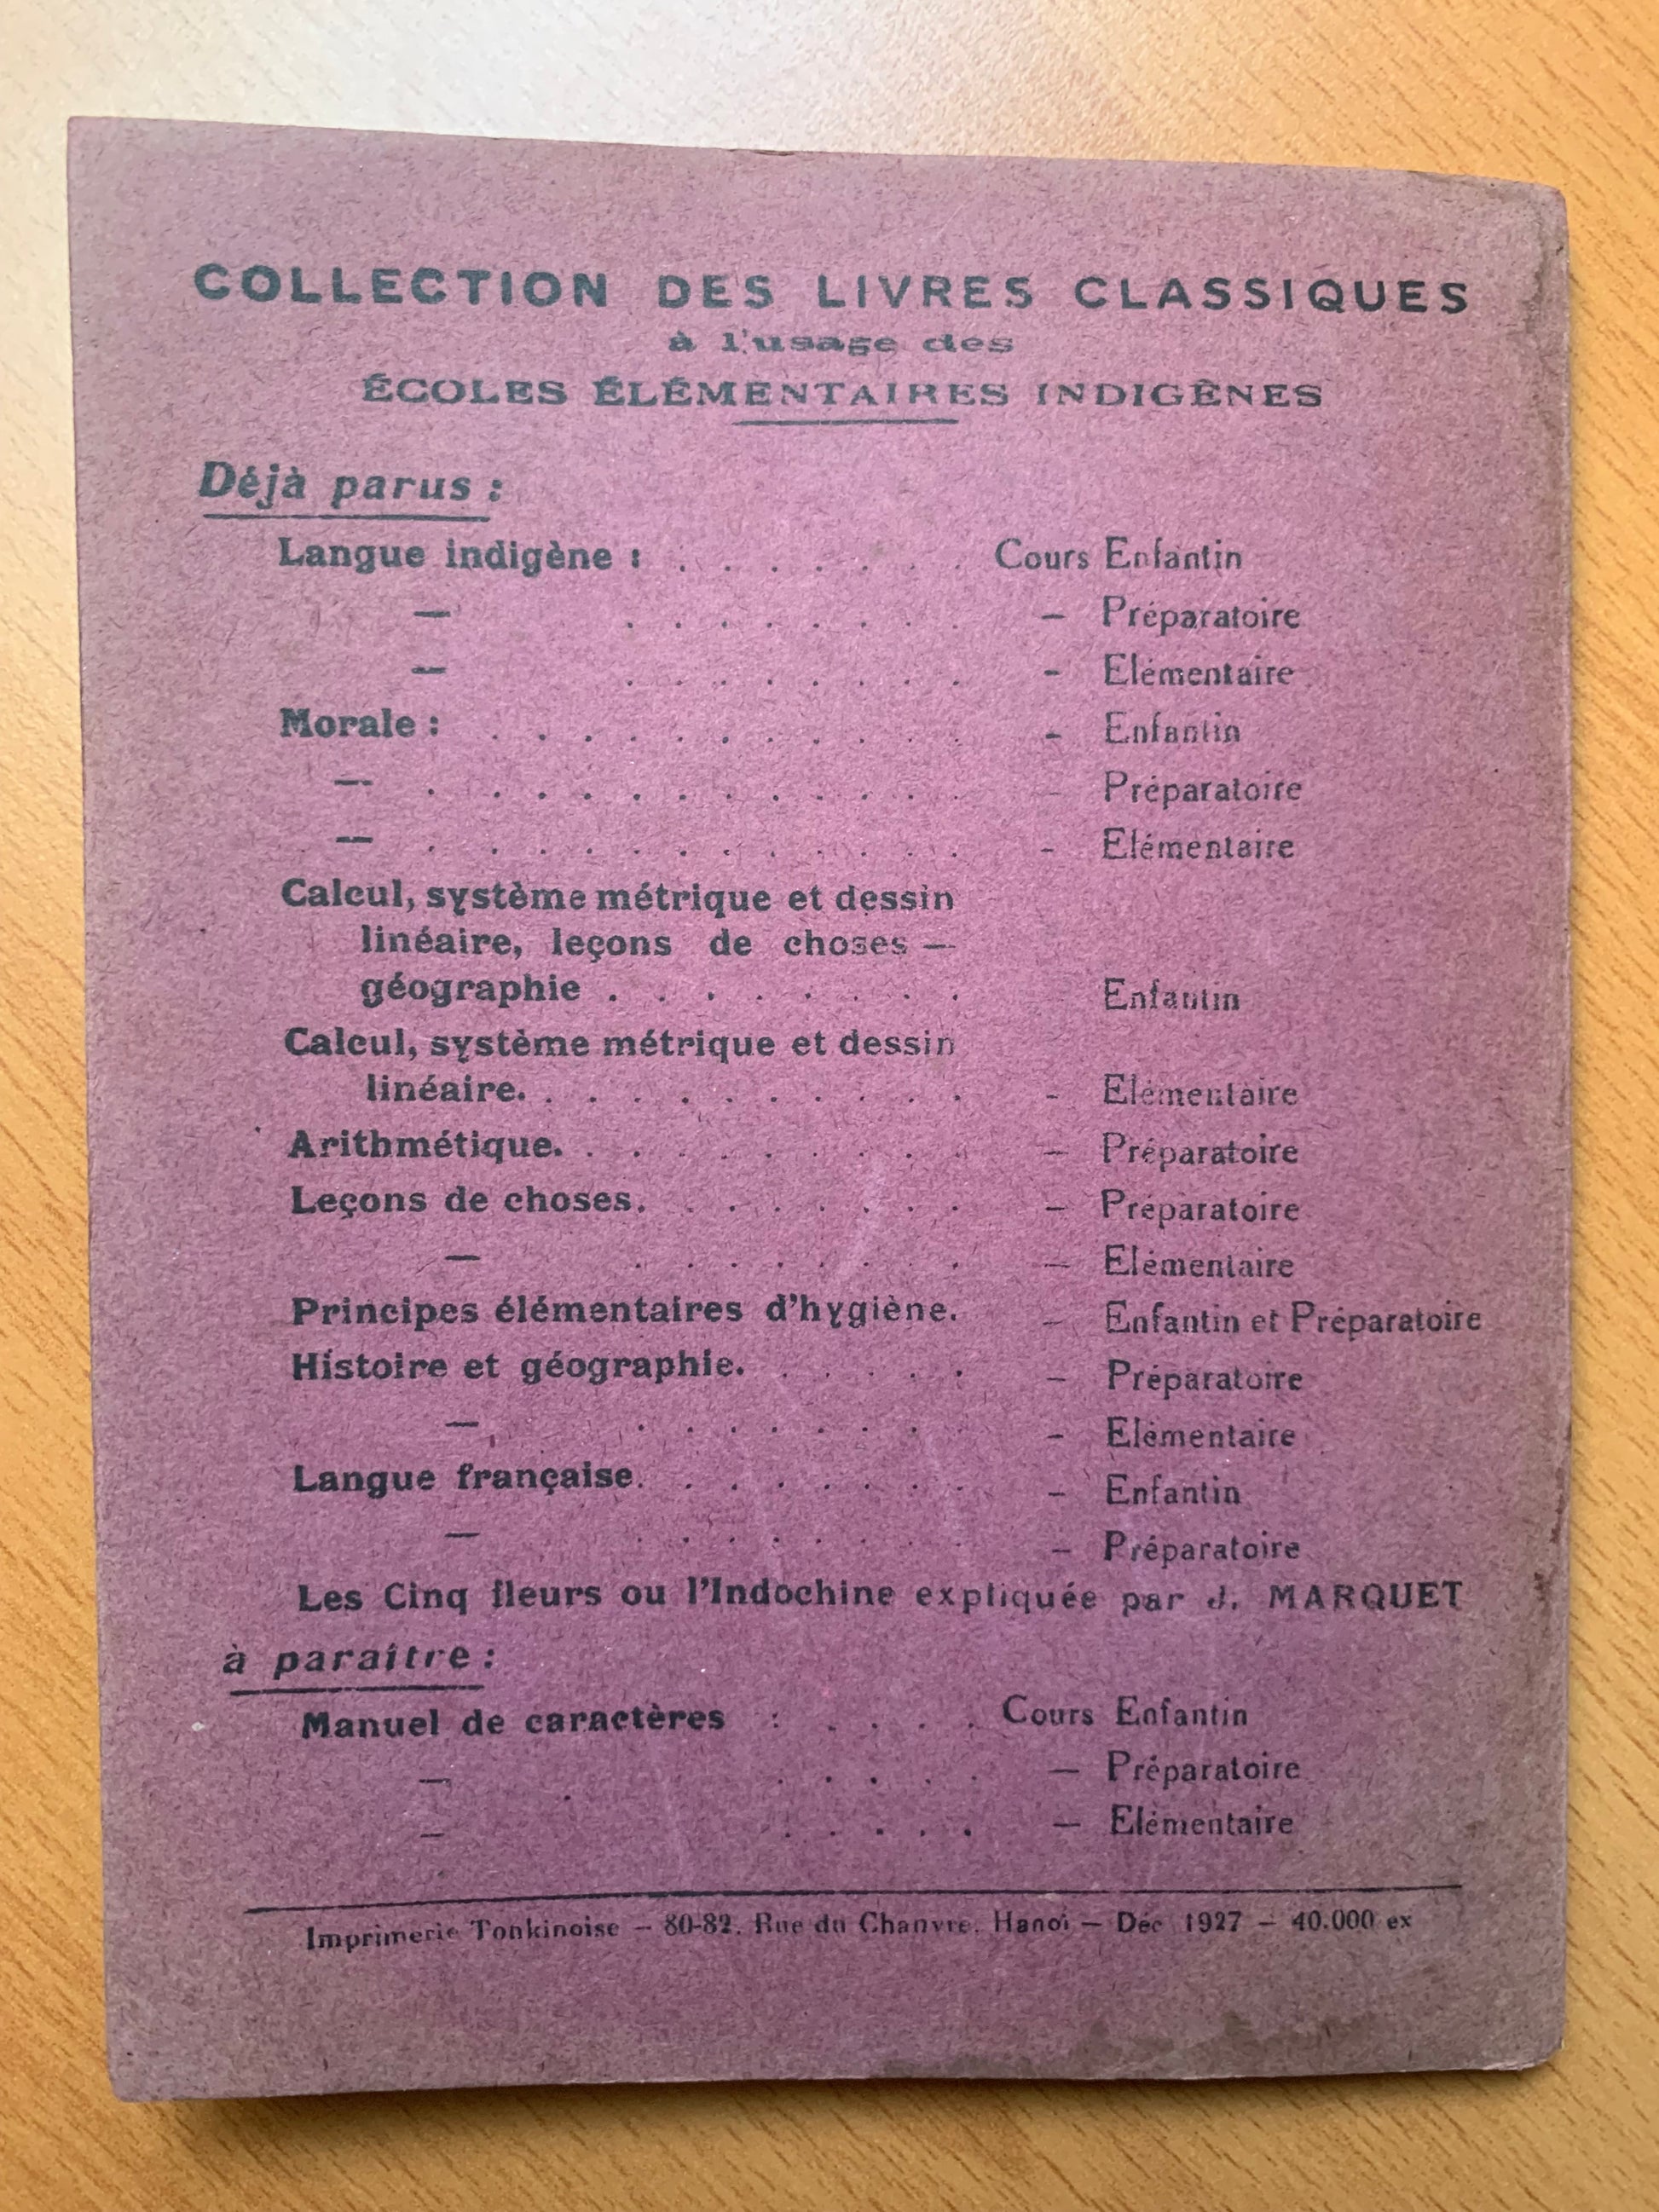 COLLECTION DES LIVRES CLASSIQUES
à l'usage des
ÉCOLES ÉLÉMENTAIRES INDIGÈNES
Déjà parus :
Langue indigène : . . . . . . . Cours Enfantin
— . . . . . . . . — Préparatoire
— . . . . . . . . - Elémentaire
Morale : . . . . . . . . . . - Enfantin
— . . . . . . . . . . . . - Préparatoire
— . . . . . . . . . . . . - Elémentaire
Calcul, système métrique et dessin
linéaire, leçons de choses —
géographie . . . . . . . . Enfantin
Calcul, système métrique et dessin
linéaire. . . . . . . . . . . - Elémentaire
Arithmétique. . . . . . . . . . — Préparatoire
Leçons de choses. . . . . . . . — Préparatoire
— . . . . . . . . — Elémentaire
Principes élémentaires d'hygiène. — Enfantin et Préparatoire
Histoire et géographie. . . . . . — Préparatoire
— . . . . . . . - Elémentaire
Langue française. . . . . . . . - Enfantin
— . . . . . . . . — Préparatoire
Les Cinq fleurs ou l'Indochine expliquée par J. MARQUET
à paraître :
Manuel de caractères : . . . . Cours Enfantin
— . . . . . — Préparatoire
— . . . . . — Elémentaire
Imprimerie Tonkinoise — 80-82, Rue du Chanvre, Hanoï — Déc 1927 — 40.000 ex